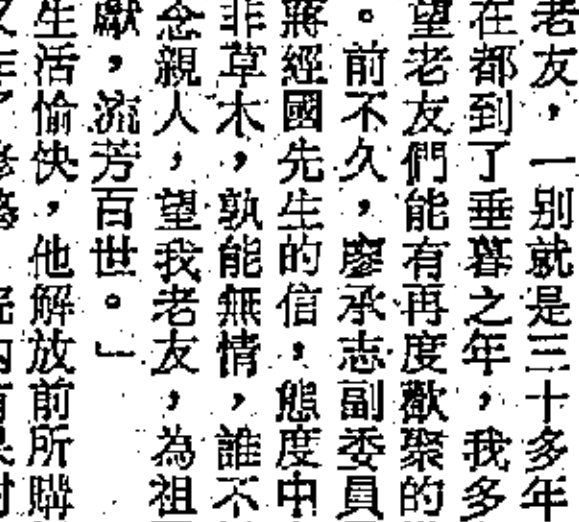 老友，一別就是三十多年
在都到了垂暮之年，我多
望老友們能有再度歡聚的
。前不久，廖承志副委員
蔣經國先生的信，態度中
非草木，孰能無情，誰不
念親人，望我老友，為祖
獻，流芳百世。」
生活愉快，他解放前所購